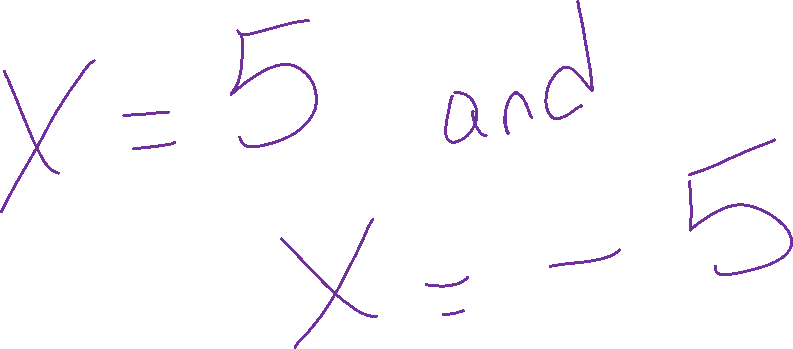 x = 5 and
x = - 5